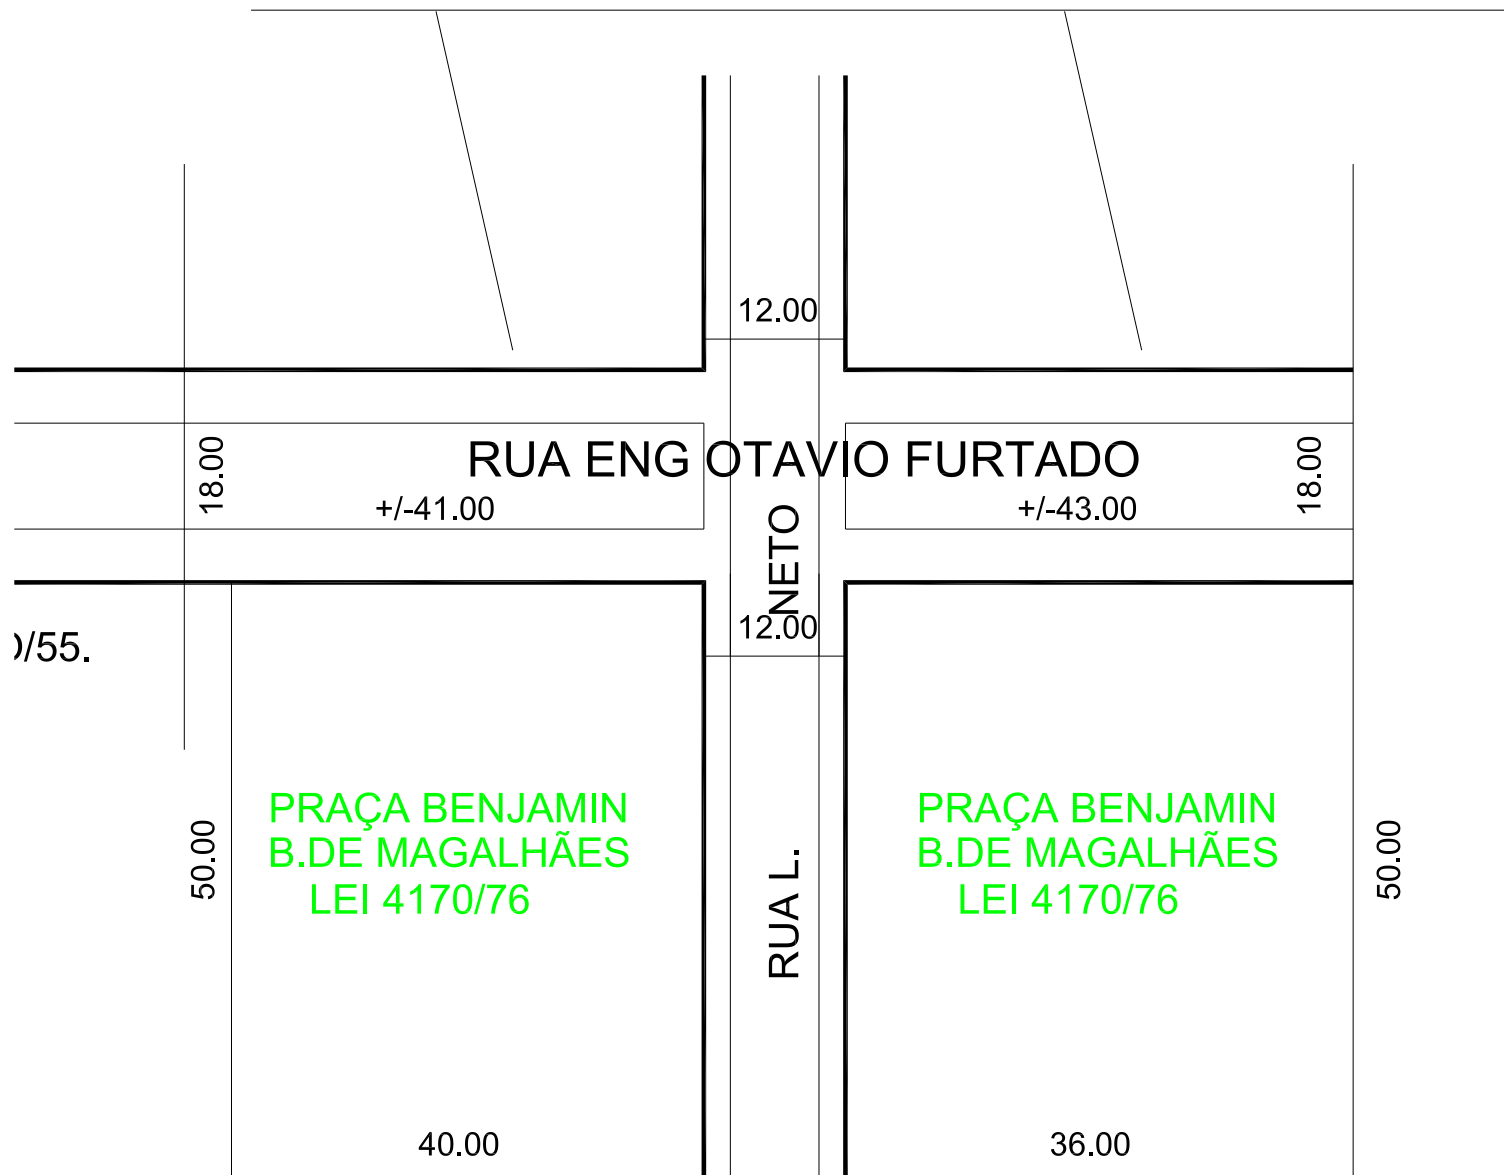 12.00
RUA ENG OTAVIO FURTADO
18.00
+/-41.00
+/-43.00
18.00
NETO
12.00
/55.
PRAÇA BENJAMIN
B.DE MAGALHÃES
LEI 4170/76
PRAÇA BENJAMIN
B.DE MAGALHÃES
LEI 4170/76
50.00
RUA L.
50.00
40.00
36.00